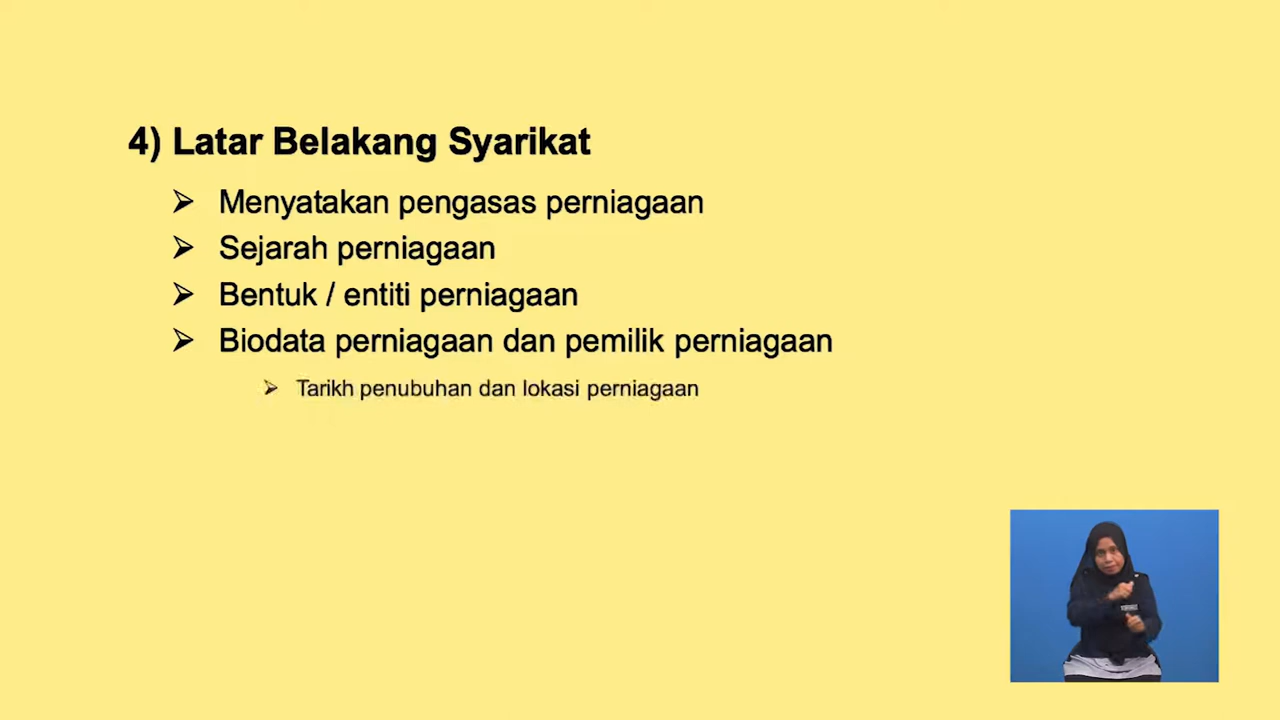 4) Latar Belakang Syarikat
➢ Menyatakan pengasas perniagaan
➢ Sejarah perniagaan
➢ Bentuk / entiti perniagaan
➢ Biodata perniagaan dan pemilik perniagaan
➢ Tarikh penubuhan dan lokasi perniagaan